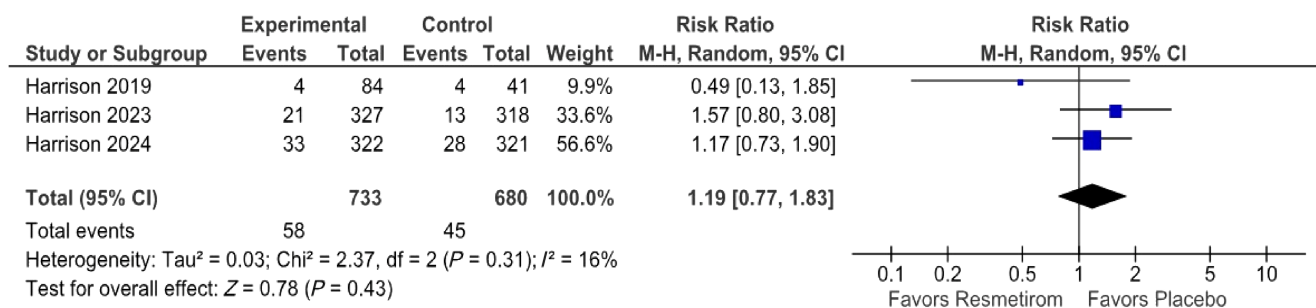 Experimental Control Risk Ratio Risk Ratio
Study or Subgroup Events Total Events Total Weight M-H, Random, 95% CI M-H, Random, 95% CI
Harrison 2019 4 84 4 41 9.9% 0.49 [0.13, 1.85]
Harrison 2023 21 327 13 318 33.6% 1.57 [0.80, 3.08]
Harrison 2024 33 322 28 321 56.6% 1.17 [0.73, 1.90]
Total (95% CI) 733 680 100.0% 1.19 [0.77, 1.83]
Total events 58 45
Heterogeneity: Tau² = 0.03; Chi² = 2.37, df = 2 (P = 0.31); I² = 16%
Test for overall effect: Z = 0.78 (P = 0.43)
0.1 0.2 0.5 1 2 5 10
Favors Resmetirom Favors Placebo